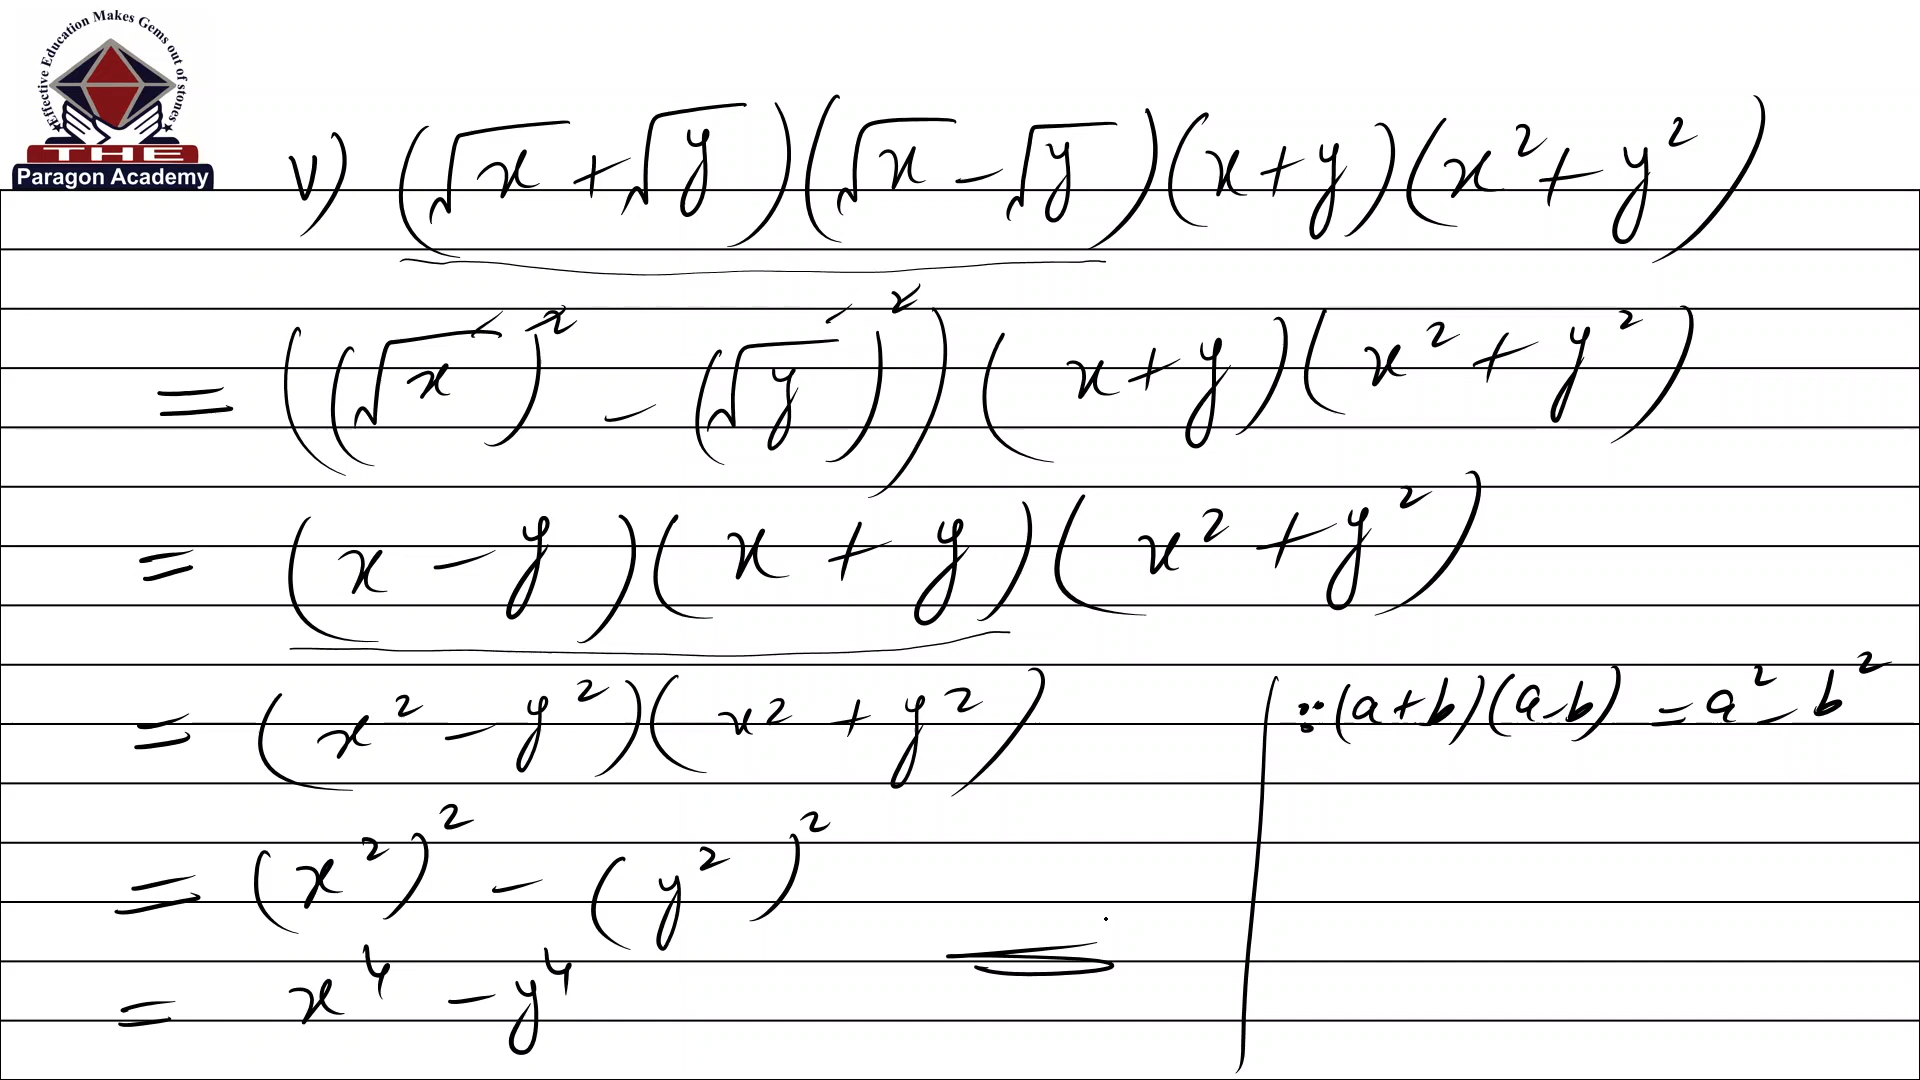 Effective Education Makes Gems out of stones
THE
Paragon Academy
v) (√x + √y)(√x - √y)(x + y)(x² + y²)
= ((√x)² - (√y)²)(x + y)(x² + y²)
= (x - y)(x + y)(x² + y²)
= (x² - y²)(x² + y²) | ∵ (a+b)(a-b) = a² - b²
= (x²)² - (y²)²
= x⁴ - y⁴